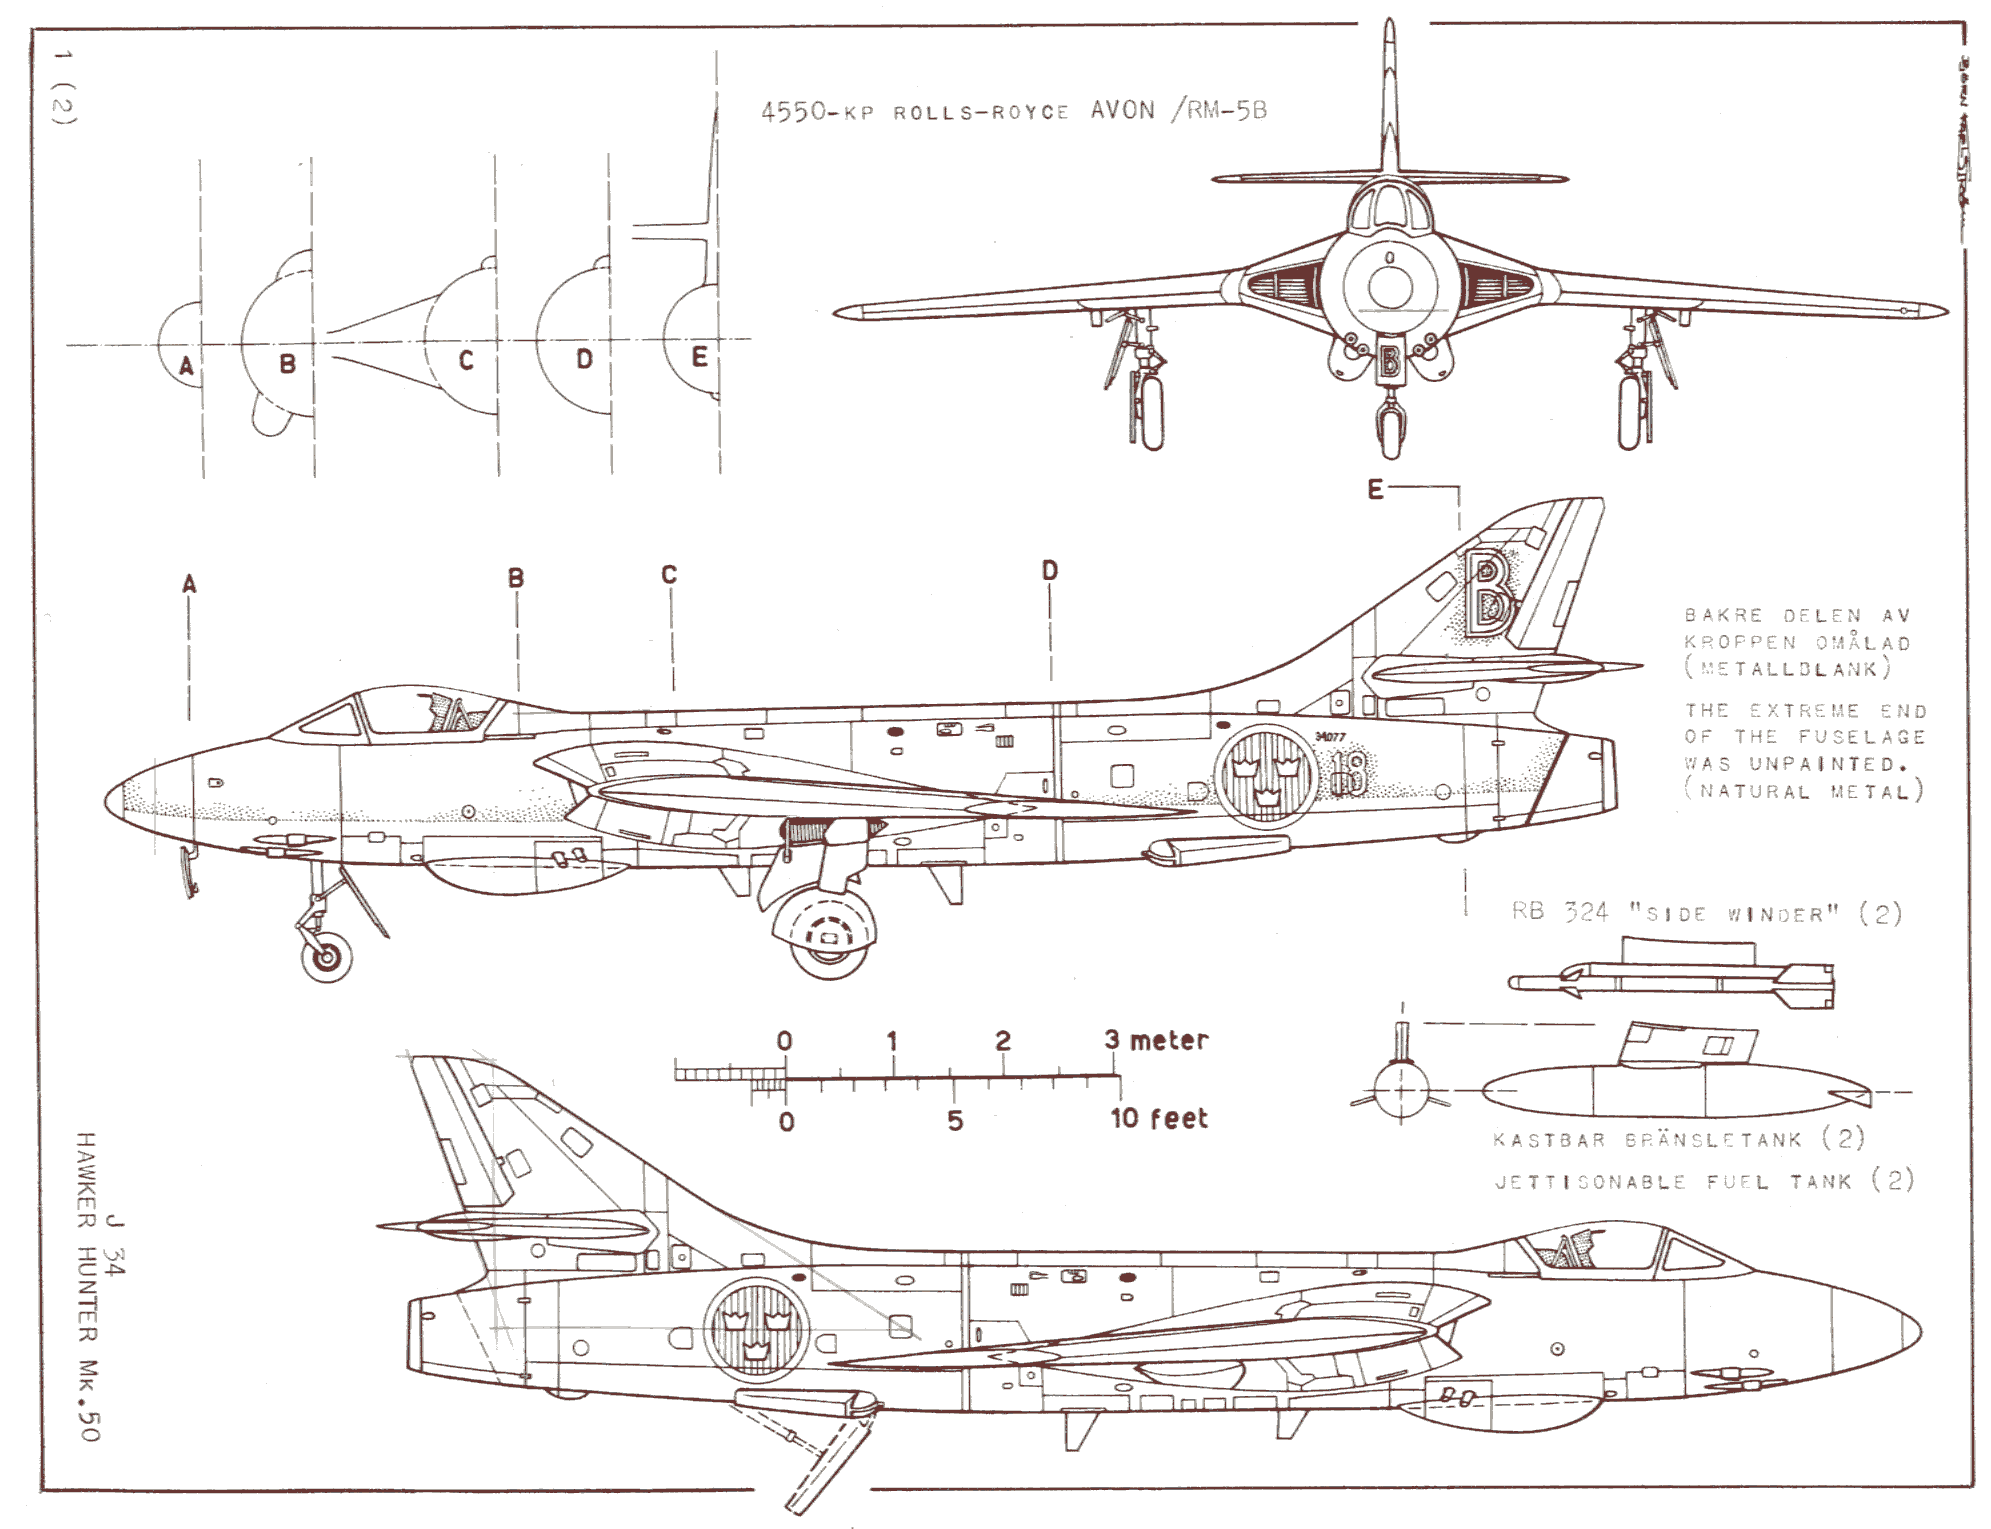 1 (2)
4550-KP ROLLS-ROYCE AVON /RM-5B
A
B
C
D
E
B
E
A
B
C
D
B
34077
18
BAKRE DELEN AV
KROPPEN OMÅLAD
(METALLBLANK)
THE EXTREME END
OF THE FUSELAGE
WAS UNPAINTED.
(NATURAL METAL)
RB 324 "SIDE WINDER" (2)
0 1 2 3 meter
0 5 10 feet
KASTBAR BRÄNSLETANK (2)
JETTISONABLE FUEL TANK (2)
J 34
HAWKER HUNTER MK.50